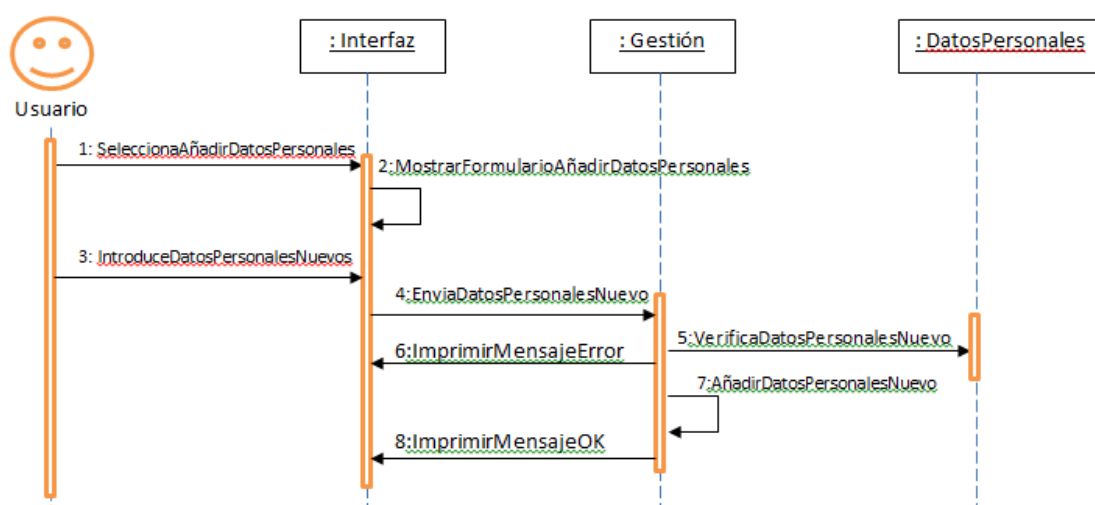 : Interfaz
: Gestión
: DatosPersonales
Usuario
1: SeleccionaAñadirDatosPersonales
2:MostrarFormularioAñadirDatosPersonales
3: IntroduceDatosPersonalesNuevos
4:EnviaDatosPersonalesNuevo
5:VerificaDatosPersonalesNuevo
6:ImprimirMensajeError
7:AñadirDatosPersonalesNuevo
8:ImprimirMensajeOK